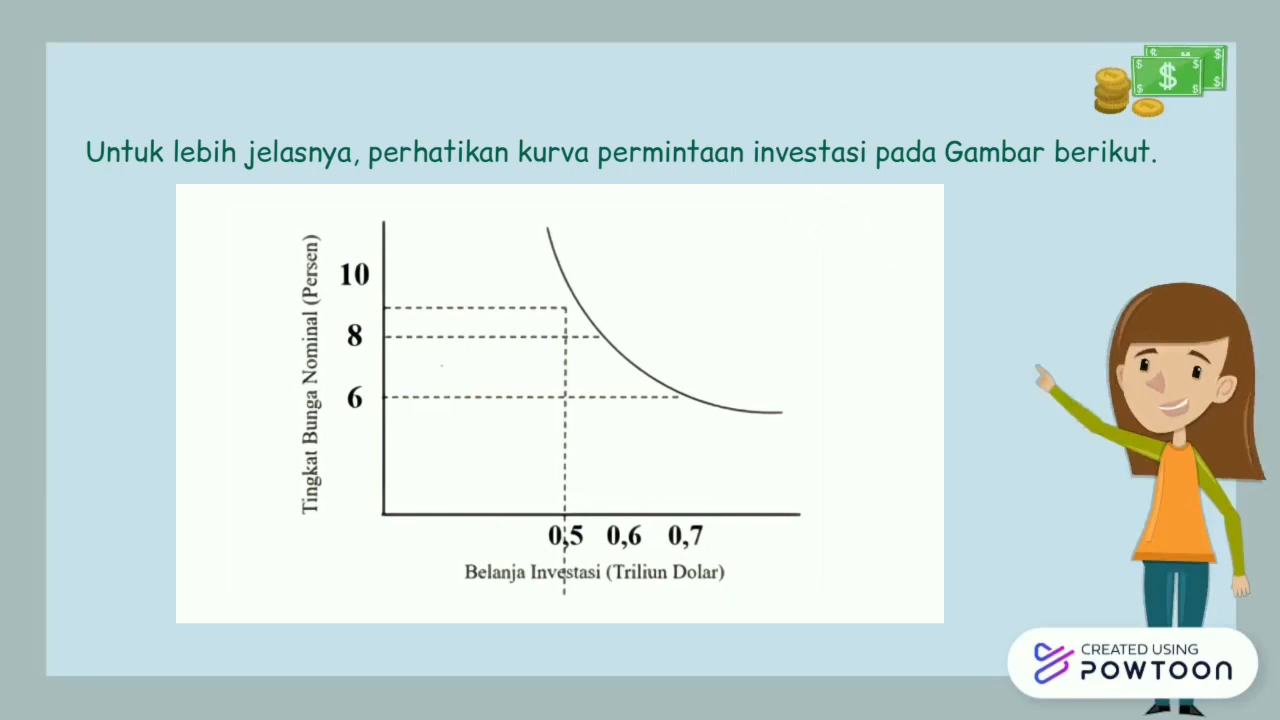 Untuk lebih jelasnya, perhatikan kurva permintaan investasi pada Gambar berikut.
Tingkat Bunga Nominal (Persen)
10
8
6
0,5 0,6 0,7
Belanja Investasi (Triliun Dolar)
CREATED USING
POWTOON